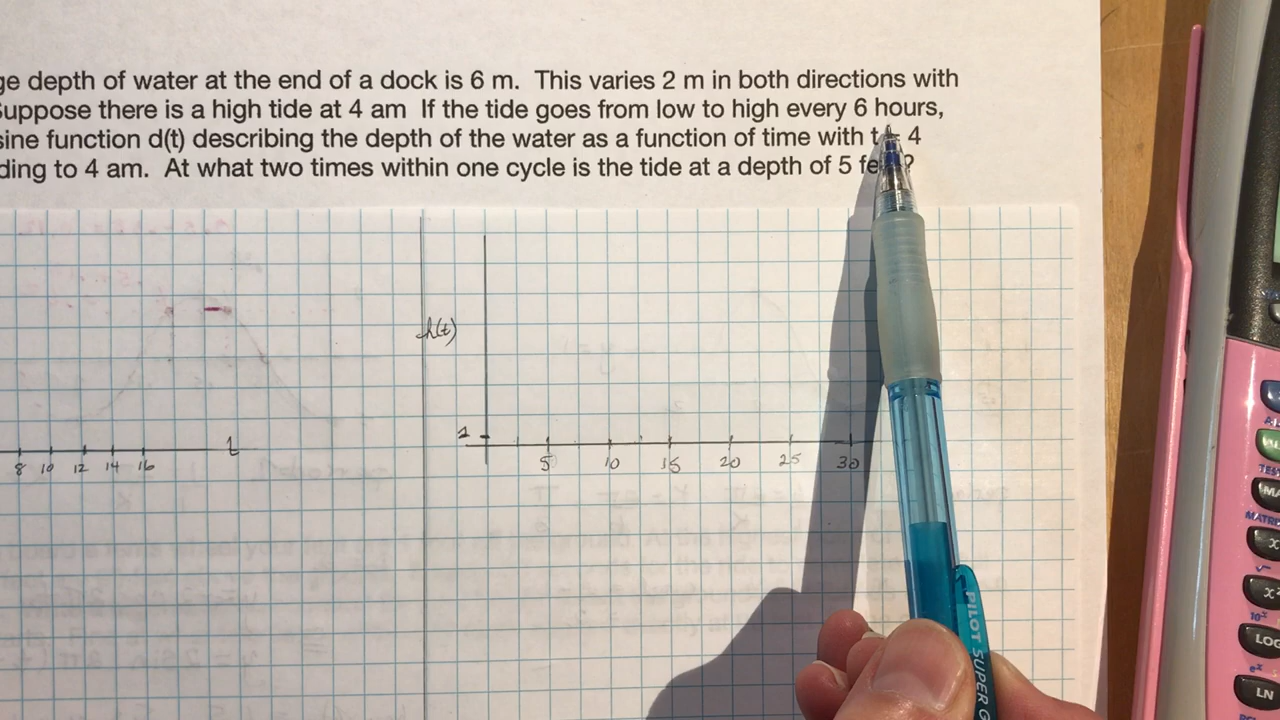 ge depth of water at the end of a dock is 6 m. This varies 2 m in both directions with
Suppose there is a high tide at 4 am If the tide goes from low to high every 6 hours,
sine function d(t) describing the depth of the water as a function of time with t = 4
ding to 4 am. At what two times within one cycle is the tide at a depth of 5
h(t)
8 10 12 14 16 t
5 10 15 20 25 30
PILOT SUPER G
LOG
LN